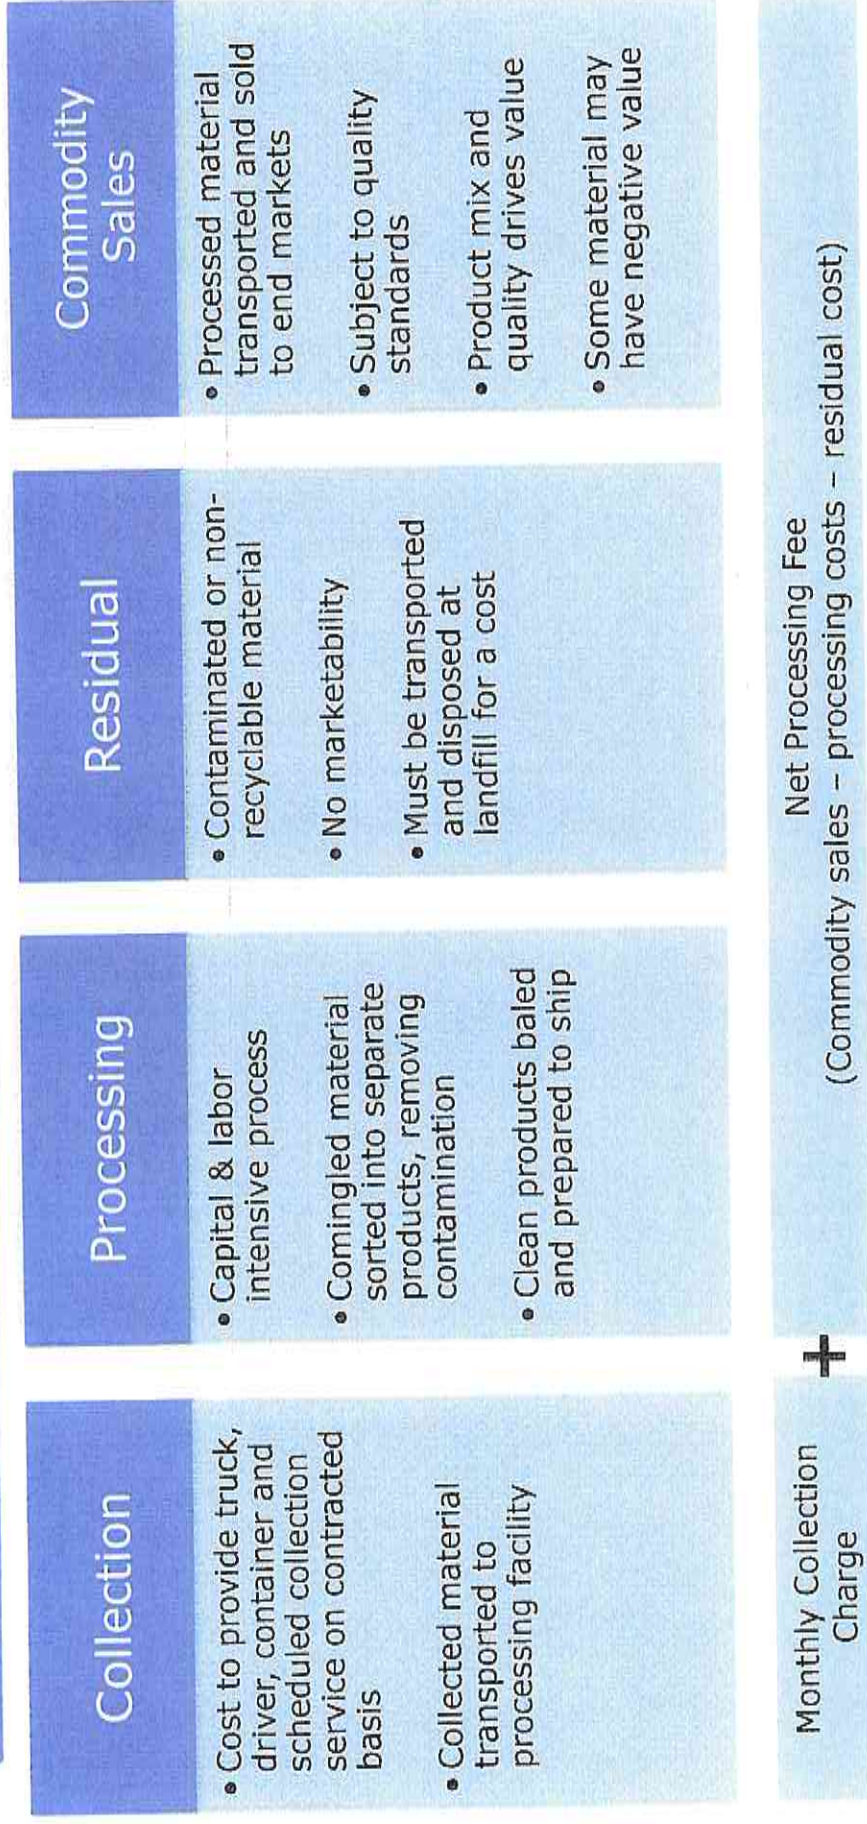 Collection
• Cost to provide truck,
driver, container and
scheduled collection
service on contracted
basis
• Collected material
transported to
processing facility
Processing
• Capital & labor
intensive process
• Comingled material
sorted into separate
products, removing
contamination
• Clean products baled
and prepared to ship
Residual
• Contaminated or non-
recyclable material
• No marketability
• Must be transported
and disposed at
landfill for a cost
Commodity
Sales
• Processed material
transported and sold
to end markets
• Subject to quality
standards
• Product mix and
quality drives value
• Some material may
have negative value
Monthly Collection
Charge
+
Net Processing Fee
(Commodity sales – processing costs – residual cost)